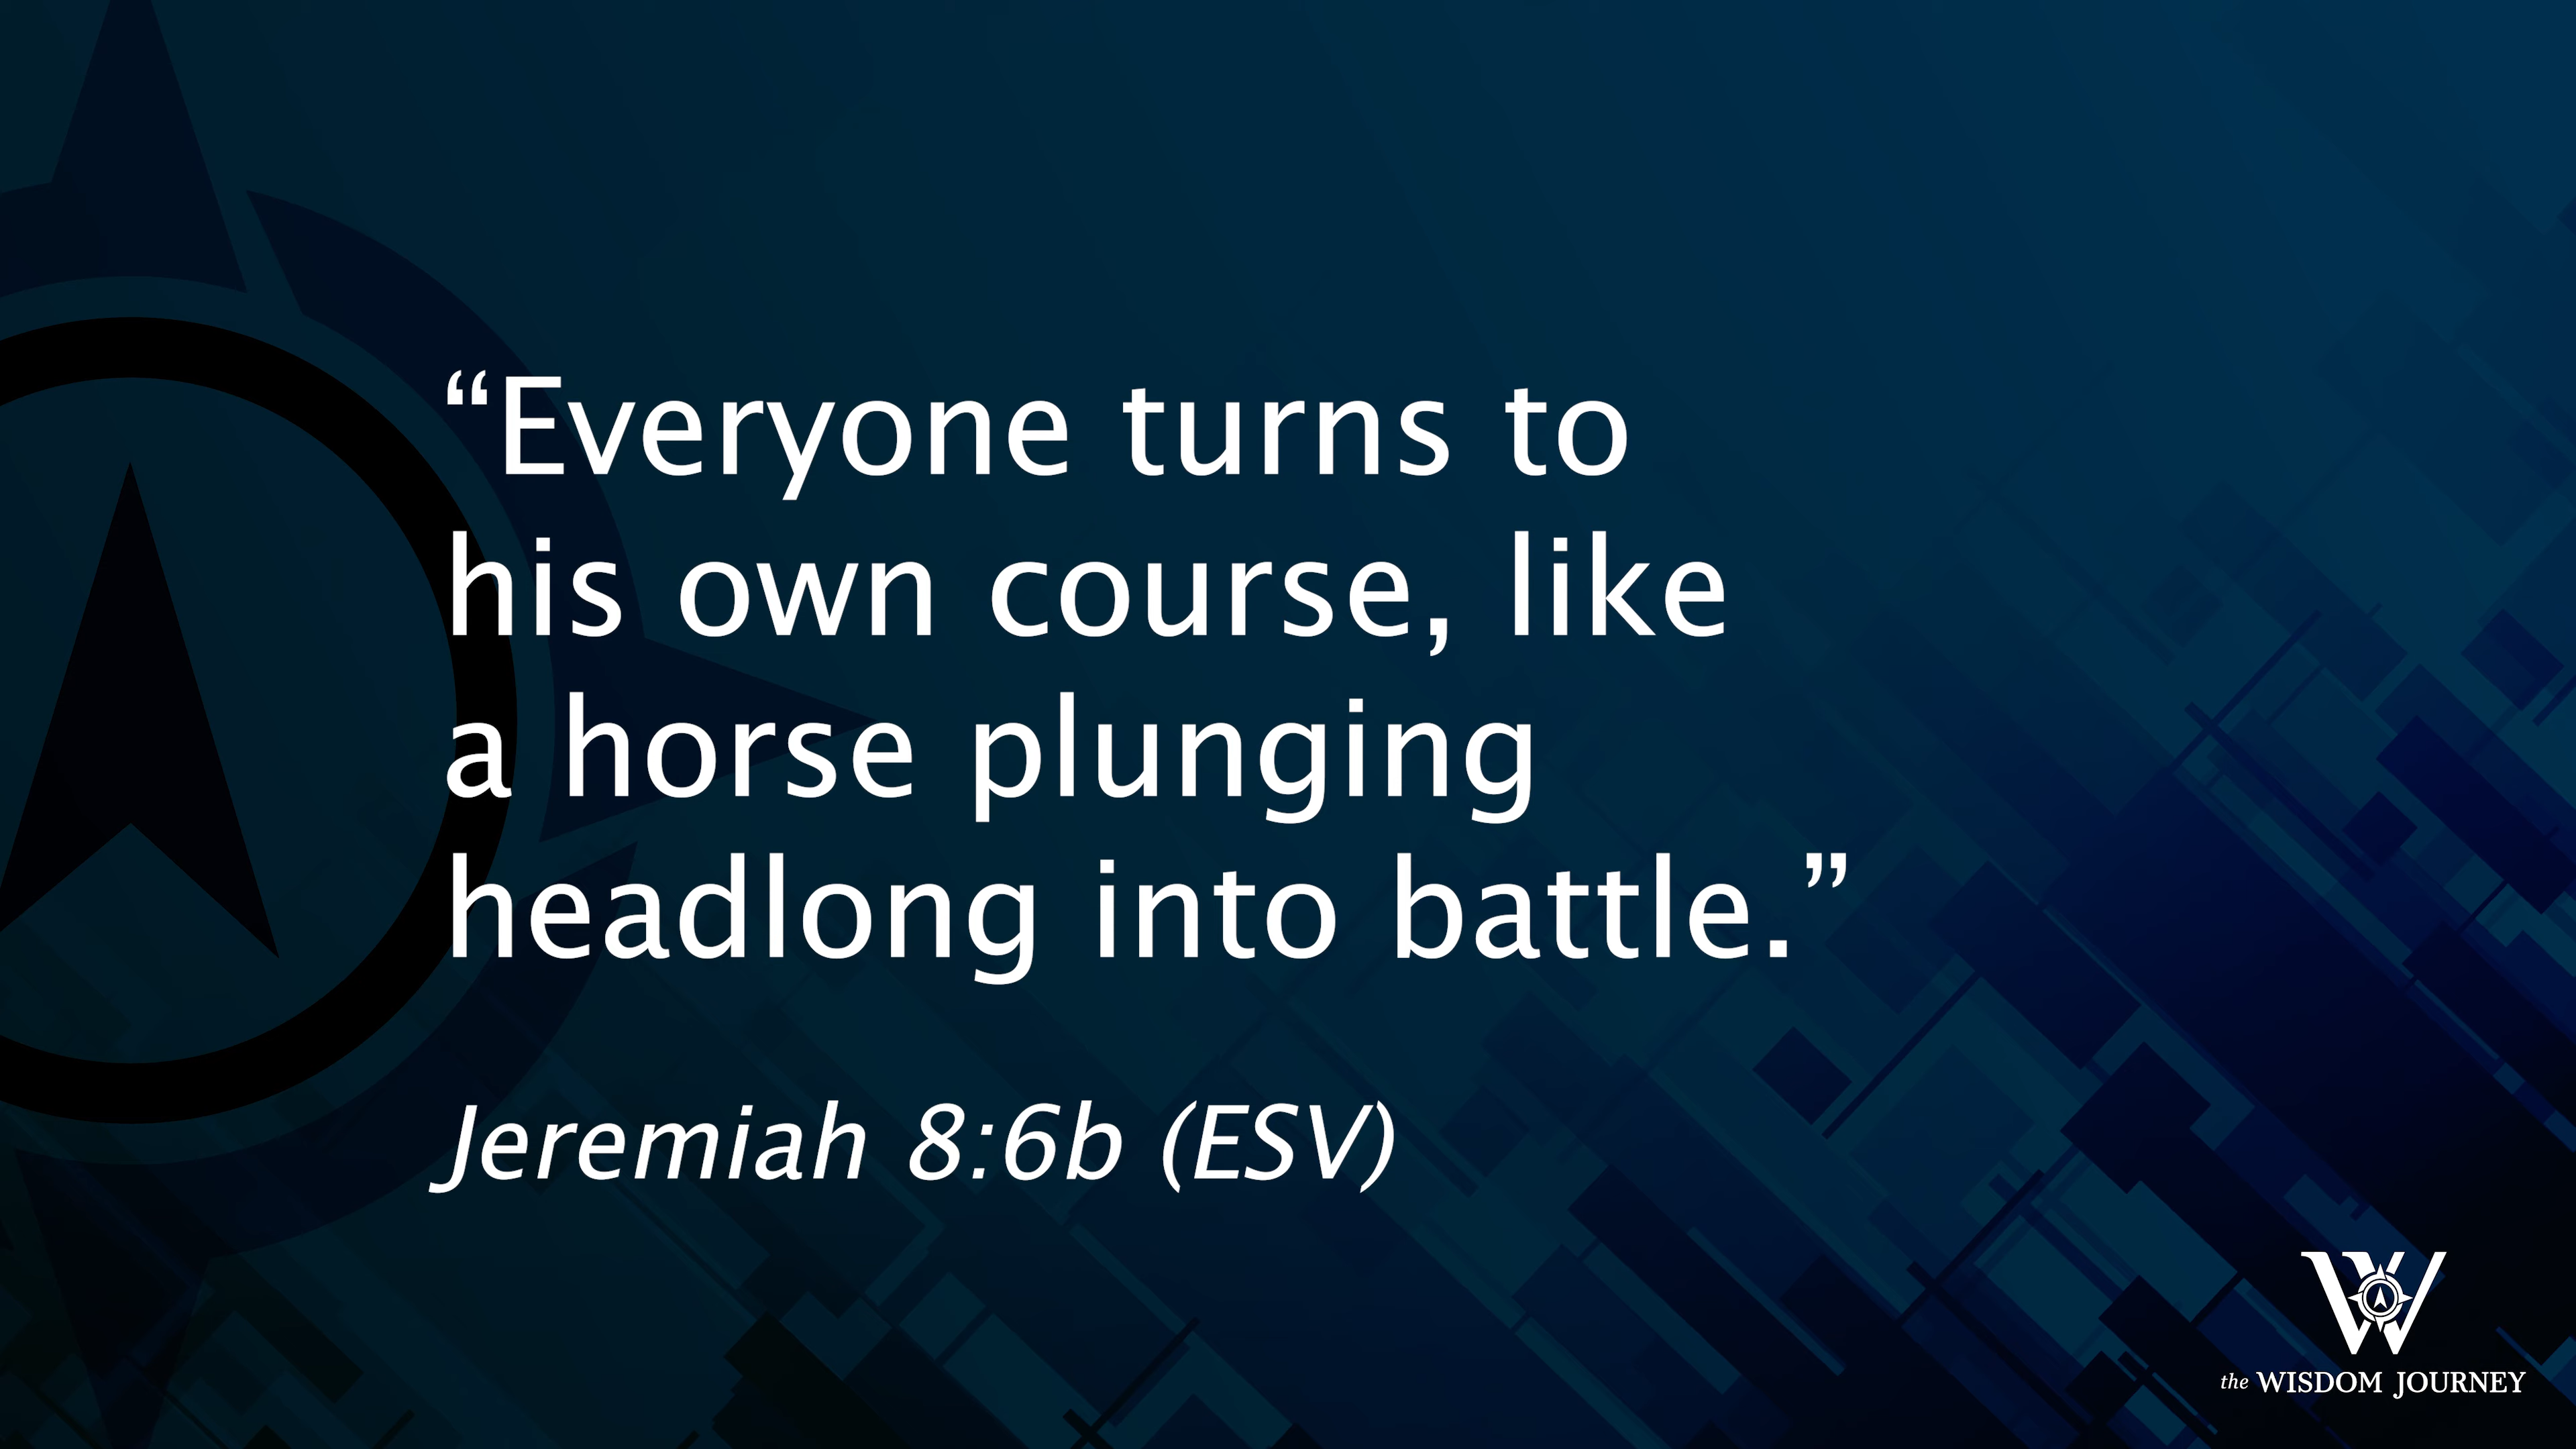 “Everyone turns to
his own course, like
a horse plunging
headlong into battle.”
Jeremiah 8:6b (ESV)
W
the WISDOM JOURNEY